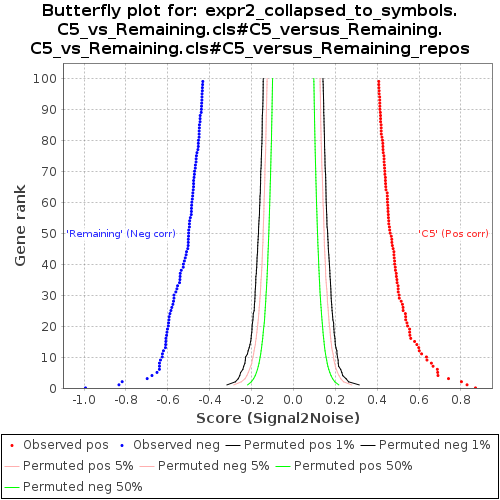 Butterfly plot for: expr2_collapsed_to_symbols.
C5_vs_Remaining.cls#C5_versus_Remaining.
C5_vs_Remaining.cls#C5_versus_Remaining_repos
100
90
80
70
60
50
40
30
20
10
0
Gene rank
'Remaining' (Neg corr)
'C5' (Pos corr)
-1.0 -0.8 -0.6 -0.4 -0.2 0.0 0.2 0.4 0.6 0.8
Score (Signal2Noise)
Observed pos Observed neg Permuted pos 1% Permuted neg 1%
Permuted pos 5% Permuted neg 5% Permuted pos 50%
Permuted neg 50%